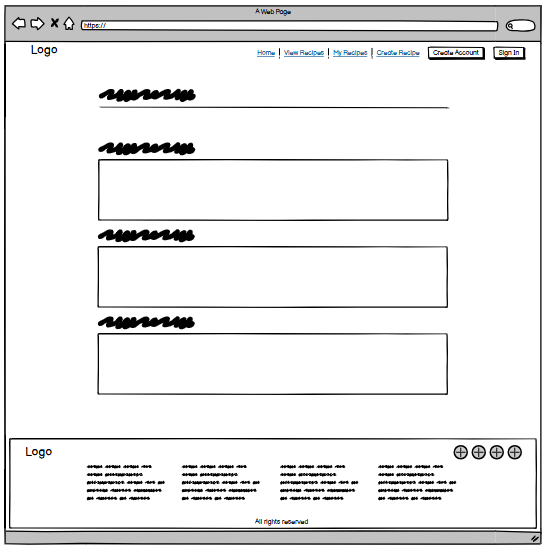 A Web Page
https://
Logo
Home | View Recipes | My Recipes | Create Recipe Create Account Sign In
Logo
All rights reserved